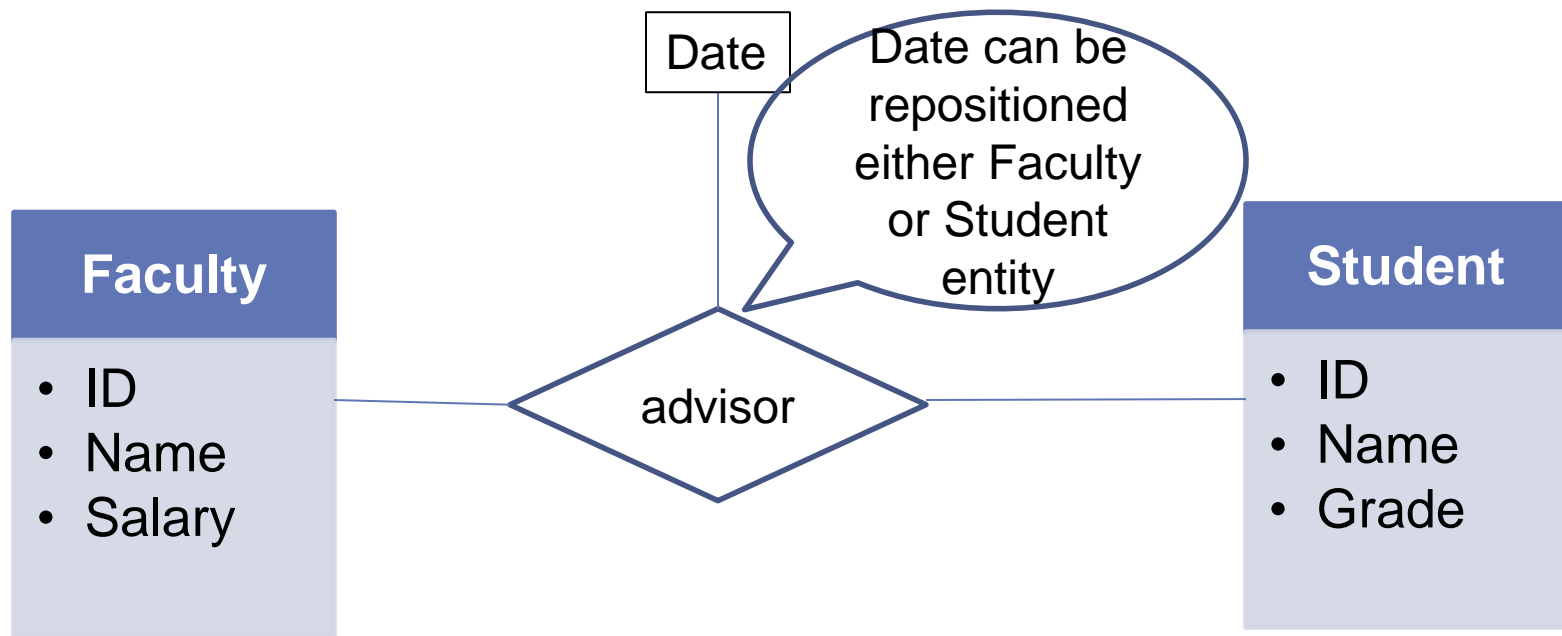 Date
Date can be
repositioned
either Faculty
or Student
entity
Faculty
• ID
• Name
• Salary
advisor
Student
• ID
• Name
• Grade